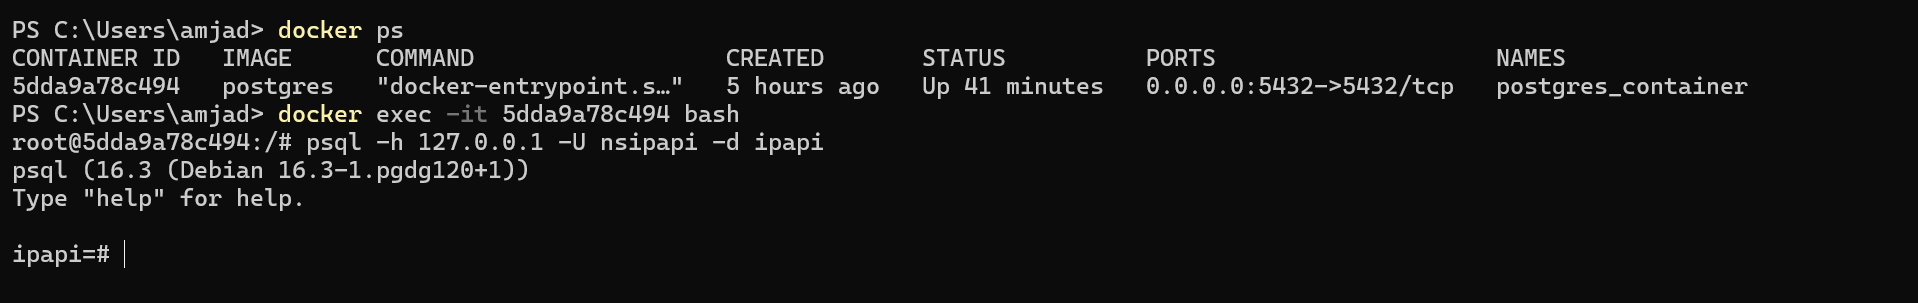 PS C:\Users\amjad> docker ps
CONTAINER ID   IMAGE      COMMAND                  CREATED       STATUS          PORTS                    NAMES
5dda9a78c494   postgres   "docker-entrypoint.s…"   5 hours ago   Up 41 minutes   0.0.0.0:5432->5432/tcp   postgres_container
PS C:\Users\amjad> docker exec -it 5dda9a78c494 bash
root@5dda9a78c494:/# psql -h 127.0.0.1 -U nsipapi -d ipapi
psql (16.3 (Debian 16.3-1.pgdg120+1))
Type "help" for help.

ipapi=#